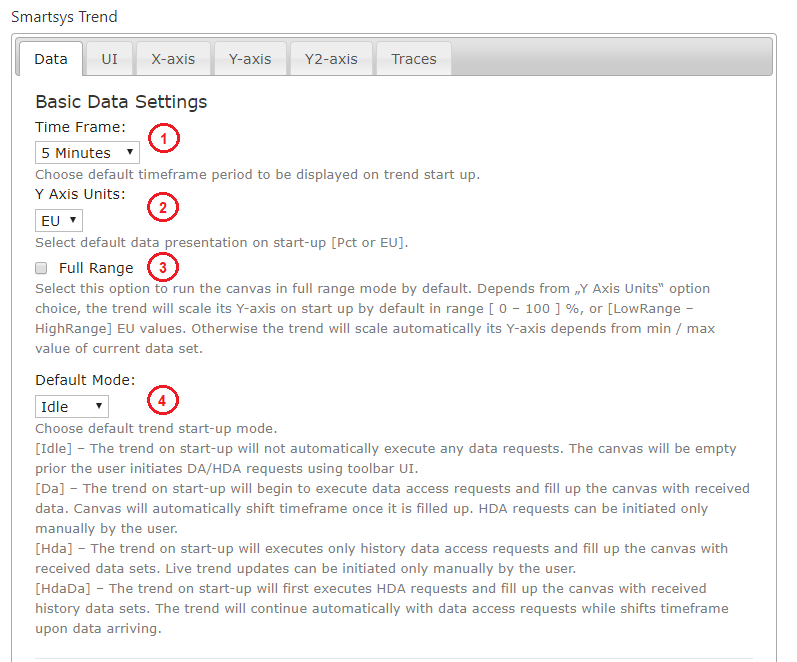 Smartsys Trend
Data UI X-axis Y-axis Y2-axis Traces
Basic Data Settings
Time Frame:
1
5 Minutes
Choose default timeframe period to be displayed on trend start up.
Y Axis Units:
2
EU
Select default data presentation on start-up [Pct or EU].
Full Range 3
Select this option to run the canvas in full range mode by default. Depends from „Y Axis Units“ option
choice, the trend will scale its Y-axis on start up by default in range [ 0 – 100 ] %, or [LowRange –
HighRange] EU values. Otherwise the trend will scale automatically its Y-axis depends from min / max
value of current data set.
Default Mode:
4
Idle
Choose default trend start-up mode.
[Idle] – The trend on start-up will not automatically execute any data requests. The canvas will be empty
prior the user initiates DA/HDA requests using toolbar UI.
[Da] – The trend on start-up will begin to execute data access requests and fill up the canvas with received
data. Canvas will automatically shift timeframe once it is filled up. HDA requests can be initiated only
manually by the user.
[Hda] – The trend on start-up will executes only history data access requests and fill up the canvas with
received data sets. Live trend updates can be initiated only manually by the user.
[HdaDa] – The trend on start-up will first executes HDA requests and fill up the canvas with received
history data sets. The trend will continue automatically with data access requests while shifts timeframe
upon data arriving.